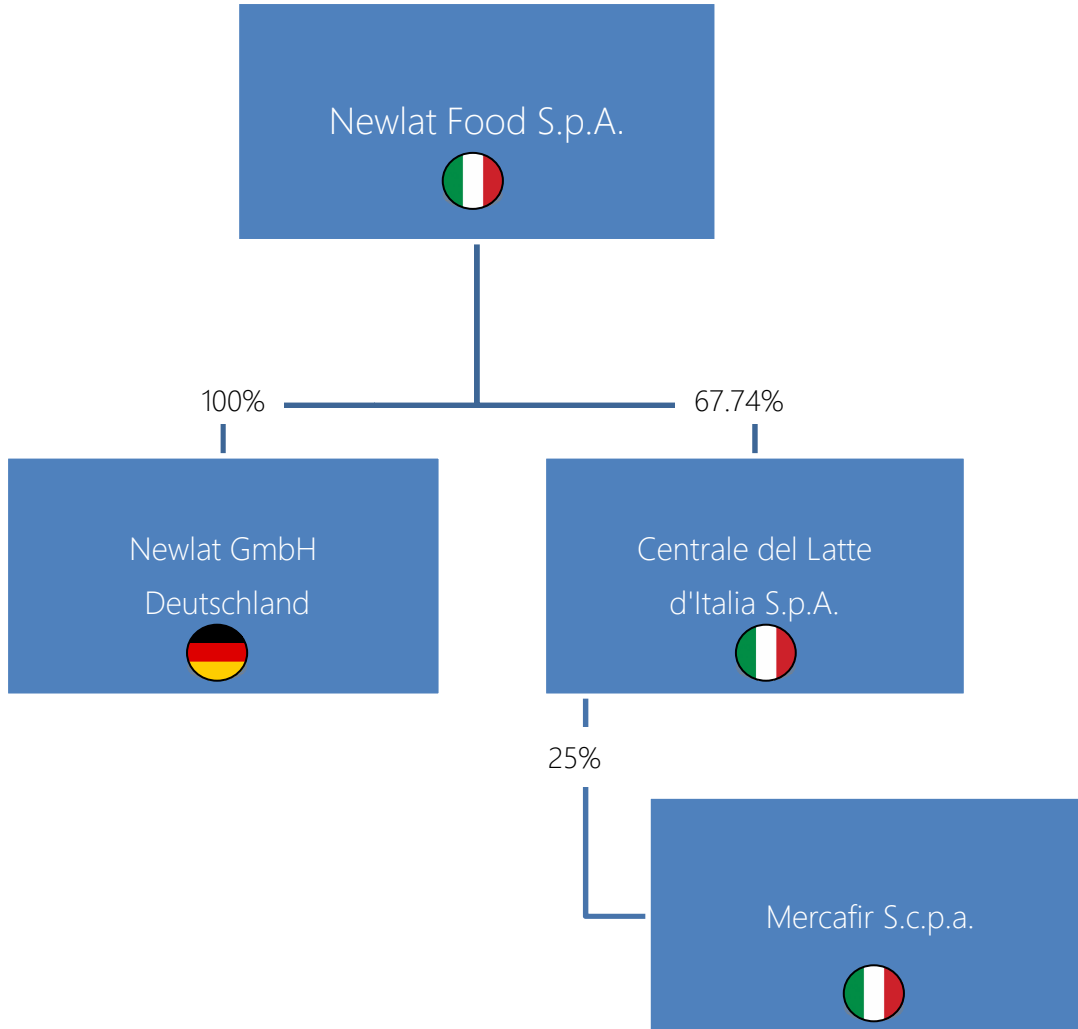 Newlat Food S.p.A.
100%
67.74%
Newlat GmbH
Deutschland
Centrale del Latte
d'Italia S.p.A.
25%
Mercafir S.c.p.a.